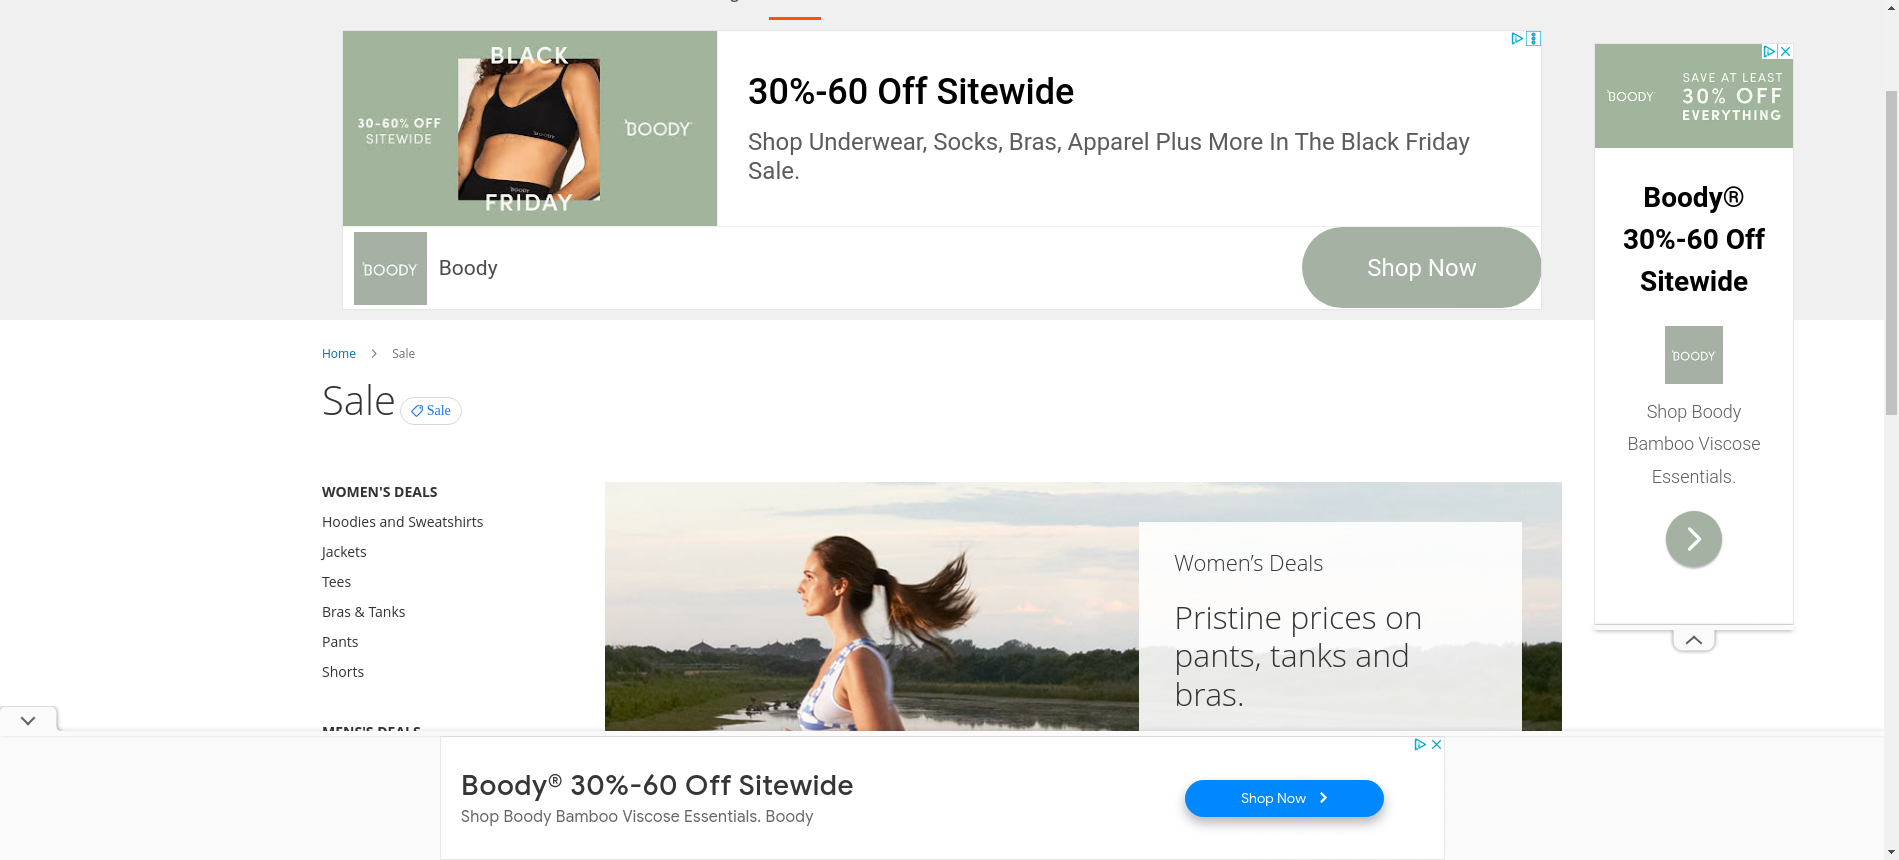 BLACK
30-60% OFF
SITEWIDE
BOODY
FRIDAY
30%-60 Off Sitewide
Shop Underwear, Socks, Bras, Apparel Plus More In The Black Friday
Sale.
BOODY
Boody
Shop Now
BOODY
SAVE AT LEAST
30% OFF
EVERYTHING
Boody®
30%-60 Off
Sitewide
BOODY
Shop Boody
Bamboo Viscose
Essentials.
Home
Sale
Sale
Sale
WOMEN'S DEALS
Hoodies and Sweatshirts
Jackets
Tees
Bras & Tanks
Pants
Shorts
Women’s Deals
Pristine prices on
pants, tanks and
bras.
Boody® 30%-60 Off Sitewide
Shop Boody Bamboo Viscose Essentials. Boody
Shop Now